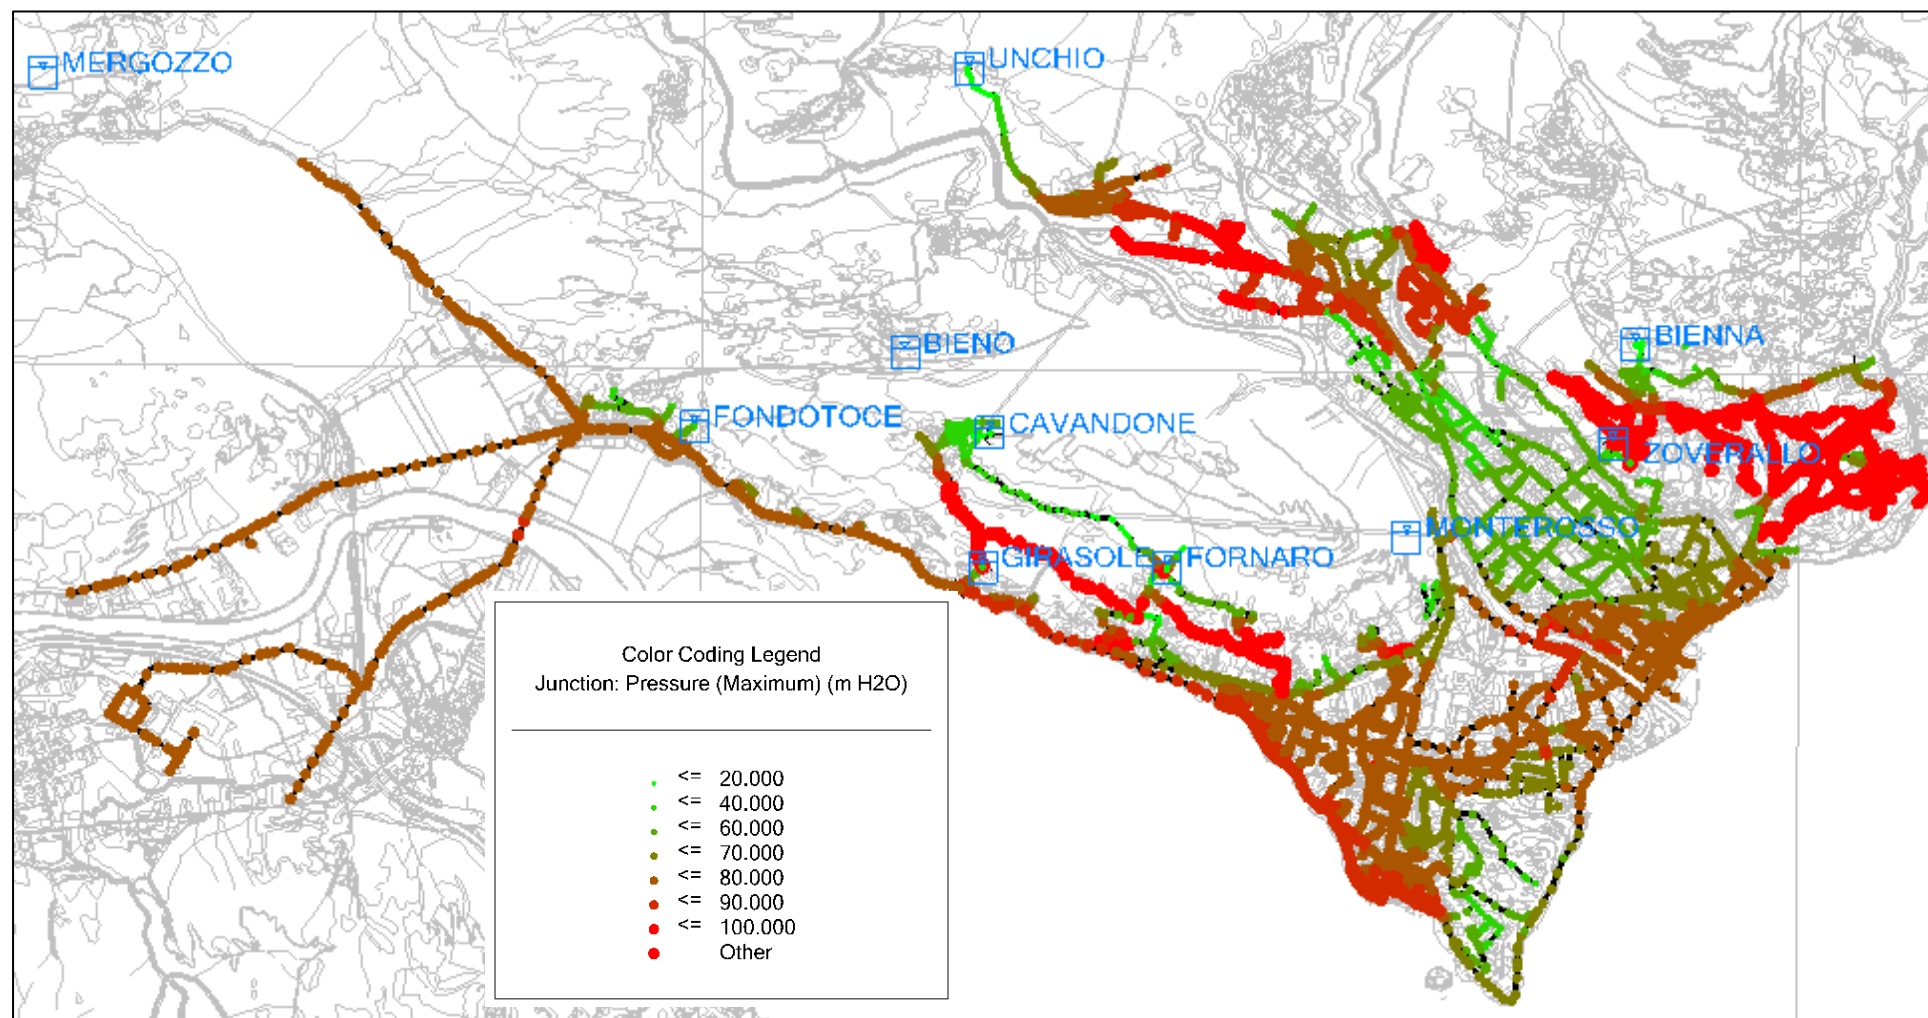 MERGOZZO
UNCHIO
BIENO
BIENNA
FONDOTOCE
CAVANDONE
ZOVERALLO
MONTEROSSO
GIRASOLE
FORNARO
Color Coding Legend
Junction: Pressure (Maximum) (m H2O)
<= 20.000
<= 40.000
<= 60.000
<= 70.000
<= 80.000
<= 90.000
<= 100.000
Other